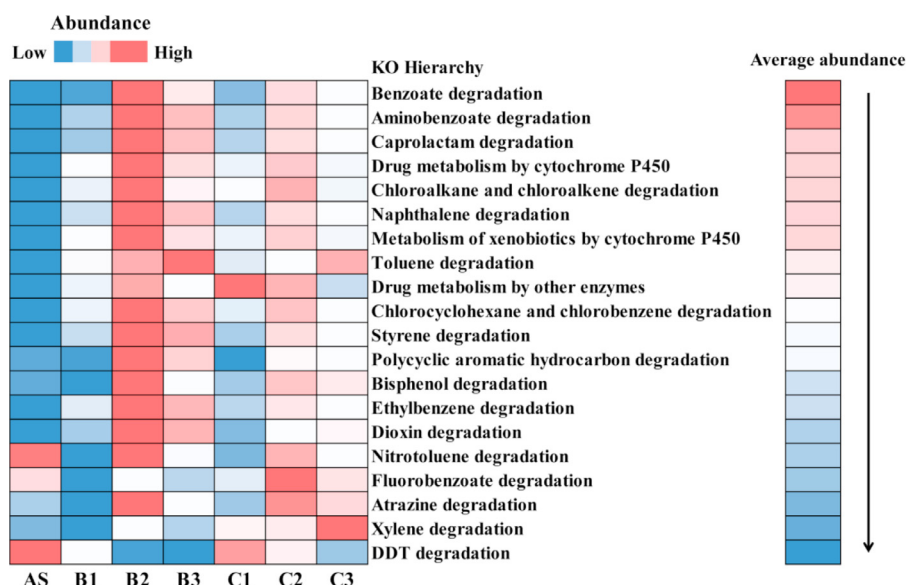 Abundance
Low High
KO Hierarchy
Average abundance
Benzoate degradation
Aminobenzoate degradation
Caprolactam degradation
Drug metabolism by cytochrome P450
Chloroalkane and chloroalkene degradation
Naphthalene degradation
Metabolism of xenobiotics by cytochrome P450
Toluene degradation
Drug metabolism by other enzymes
Chlorocyclohexane and chlorobenzene degradation
Styrene degradation
Polycyclic aromatic hydrocarbon degradation
Bisphenol degradation
Ethylbenzene degradation
Dioxin degradation
Nitrotoluene degradation
Fluorobenzoate degradation
Atrazine degradation
Xylene degradation
DDT degradation
AS B1 B2 B3 C1 C2 C3